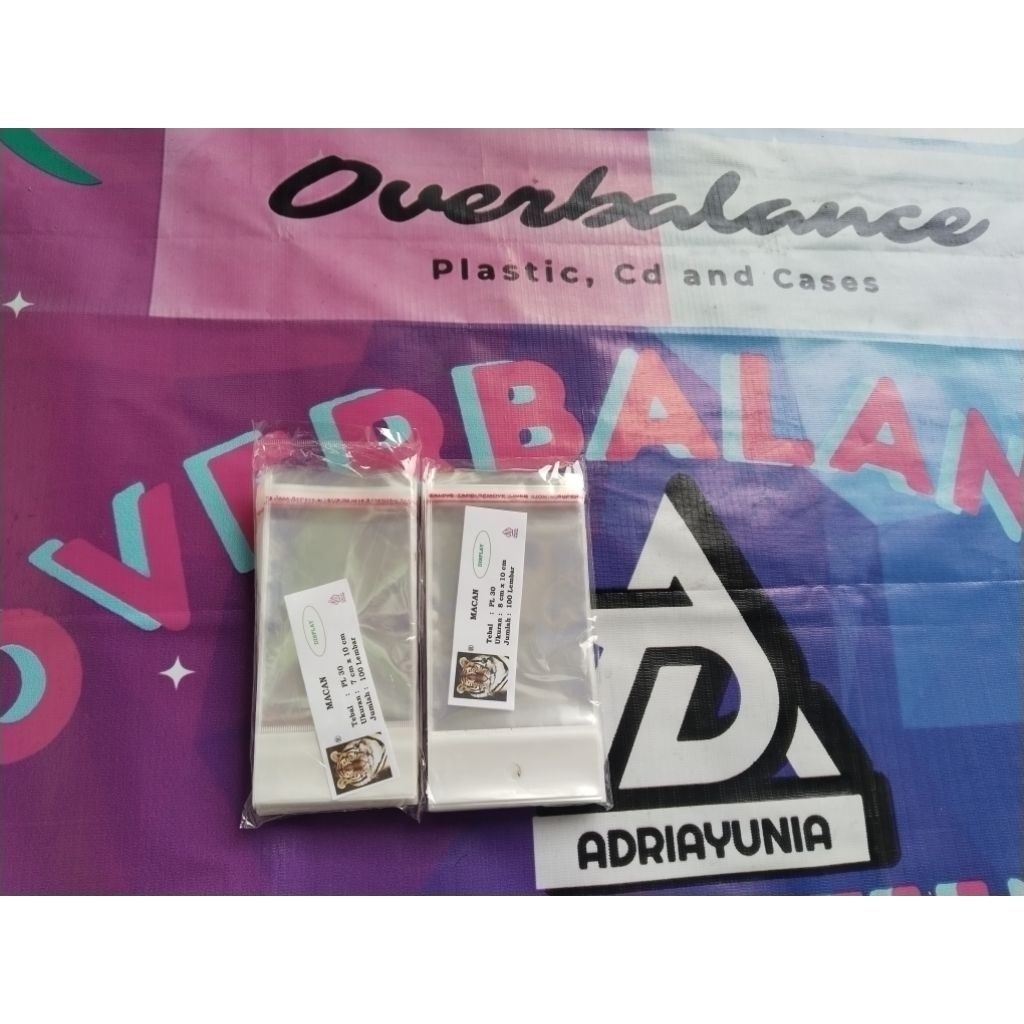 Overbalance
Plastic, Cd and Cases
OVERBALAN
DISPLAY
MACAN
®
Tebal : PL 30
Ukuran : 7 cm x 10 cm
Jumlah : 100 Lembar
DISPLAY
MACAN
®
Tebal : PL 30
Ukuran : 8 cm x 10 cm
Jumlah : 100 Lembar
ADRIAYUNIA